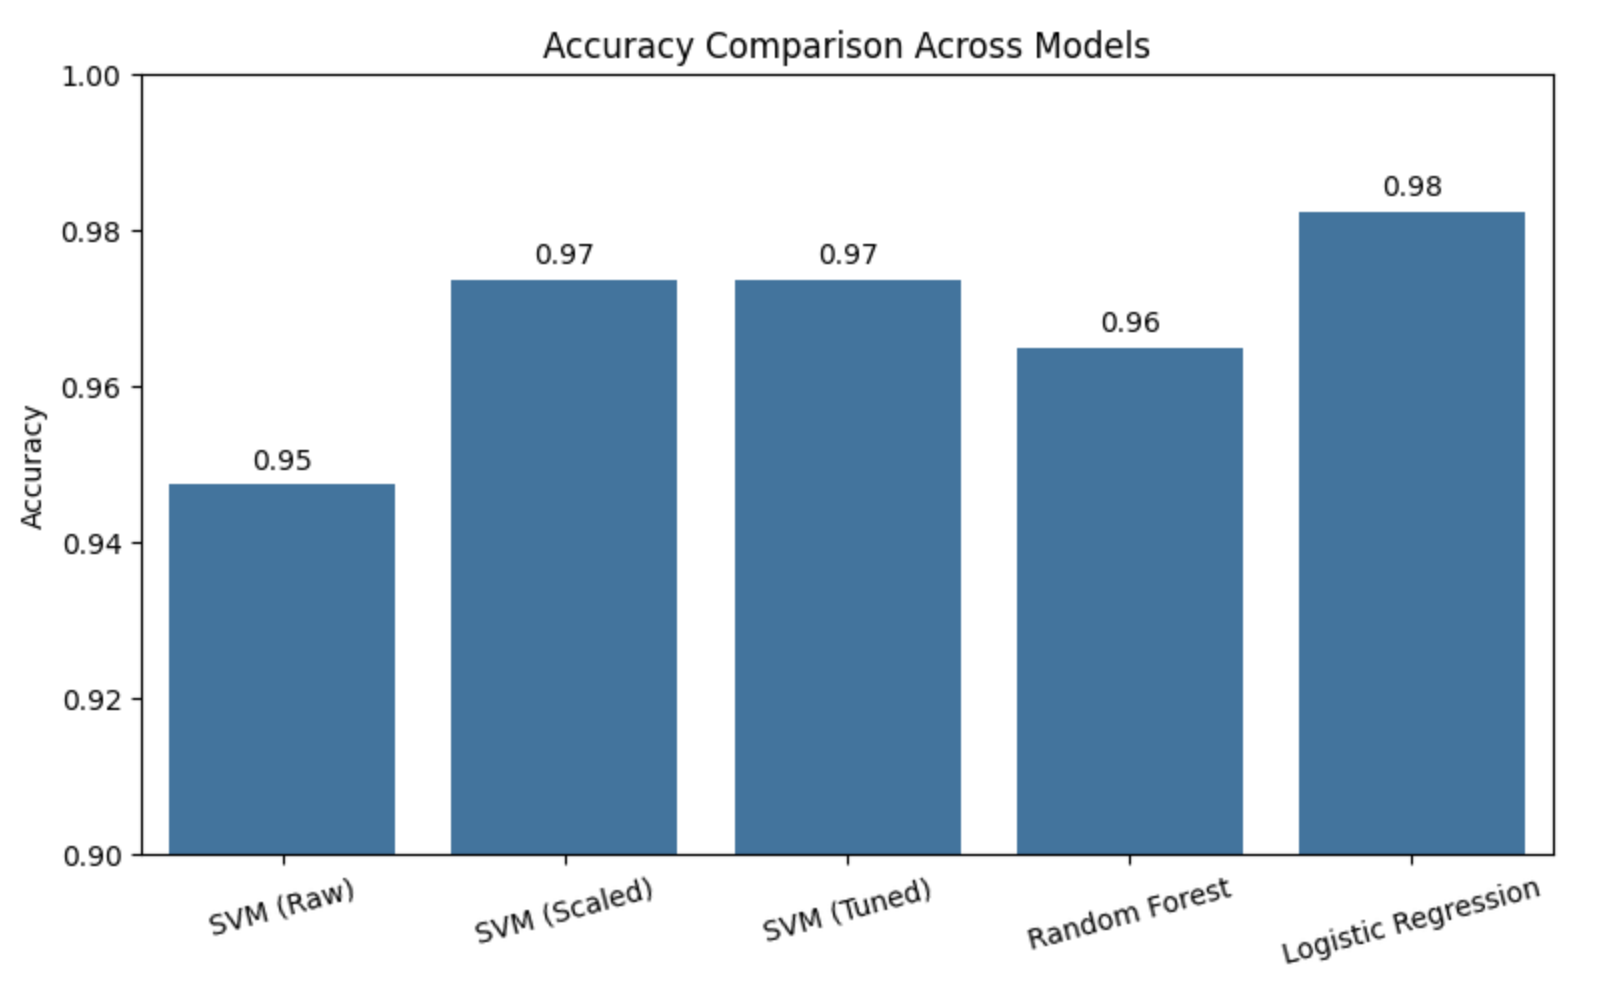 Accuracy Comparison Across Models
1.00
0.98
0.96
0.94
0.92
0.90
Accuracy
0.95
0.97
0.97
0.96
0.98
SVM (Raw)
SVM (Scaled)
SVM (Tuned)
Random Forest
Logistic Regression